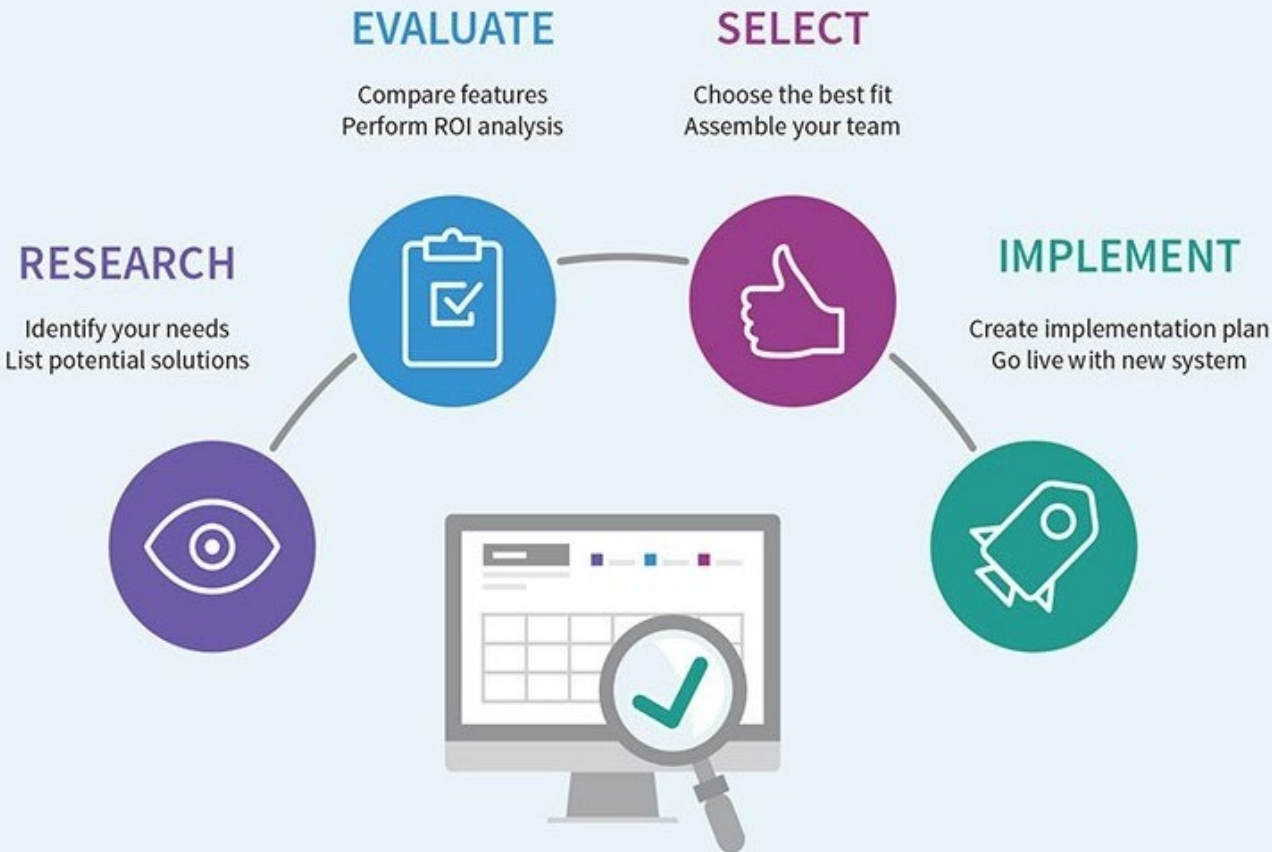 RESEARCH
Identify your needs
List potential solutions
EVALUATE
Compare features
Perform ROI analysis
SELECT
Choose the best fit
Assemble your team
IMPLEMENT
Create implementation plan
Go live with new system